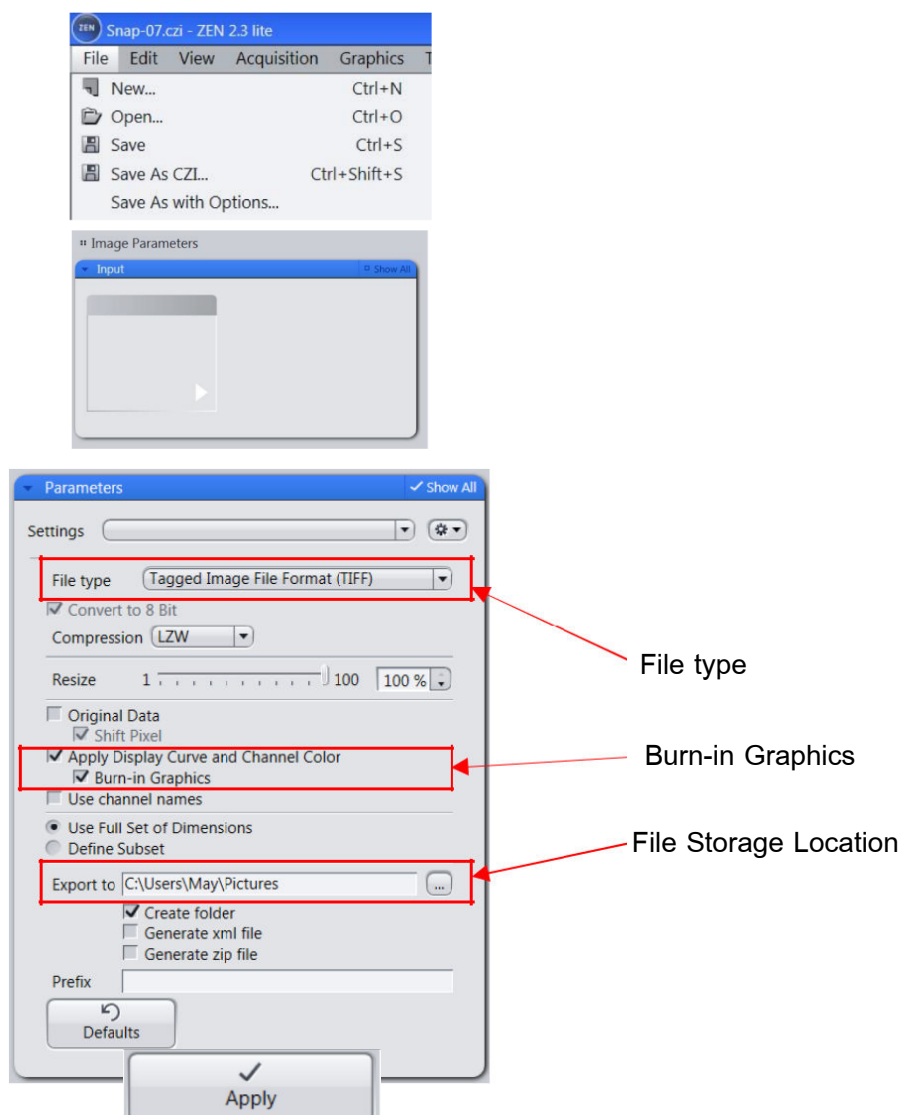 ZEN Snap-07.czi - ZEN 2.3 lite
File Edit View Acquisition Graphics T
New... Ctrl+N
Open... Ctrl+O
Save Ctrl+S
Save As CZI... Ctrl+Shift+S
Save As with Options...
Image Parameters
Input Show All
Parameters Show All
Settings
File type Tagged Image File Format (TIFF)
Convert to 8 Bit
Compression LZW
File type
Resize 1 100 100 %
Original Data
Shift Pixel
Apply Display Curve and Channel Color
Burn-in Graphics
Burn-in Graphics
Use channel names
Use Full Set of Dimensions
Define Subset
File Storage Location
Export to C:\Users\May\Pictures ...
Create folder
Generate xml file
Generate zip file
Prefix
Defaults
Apply